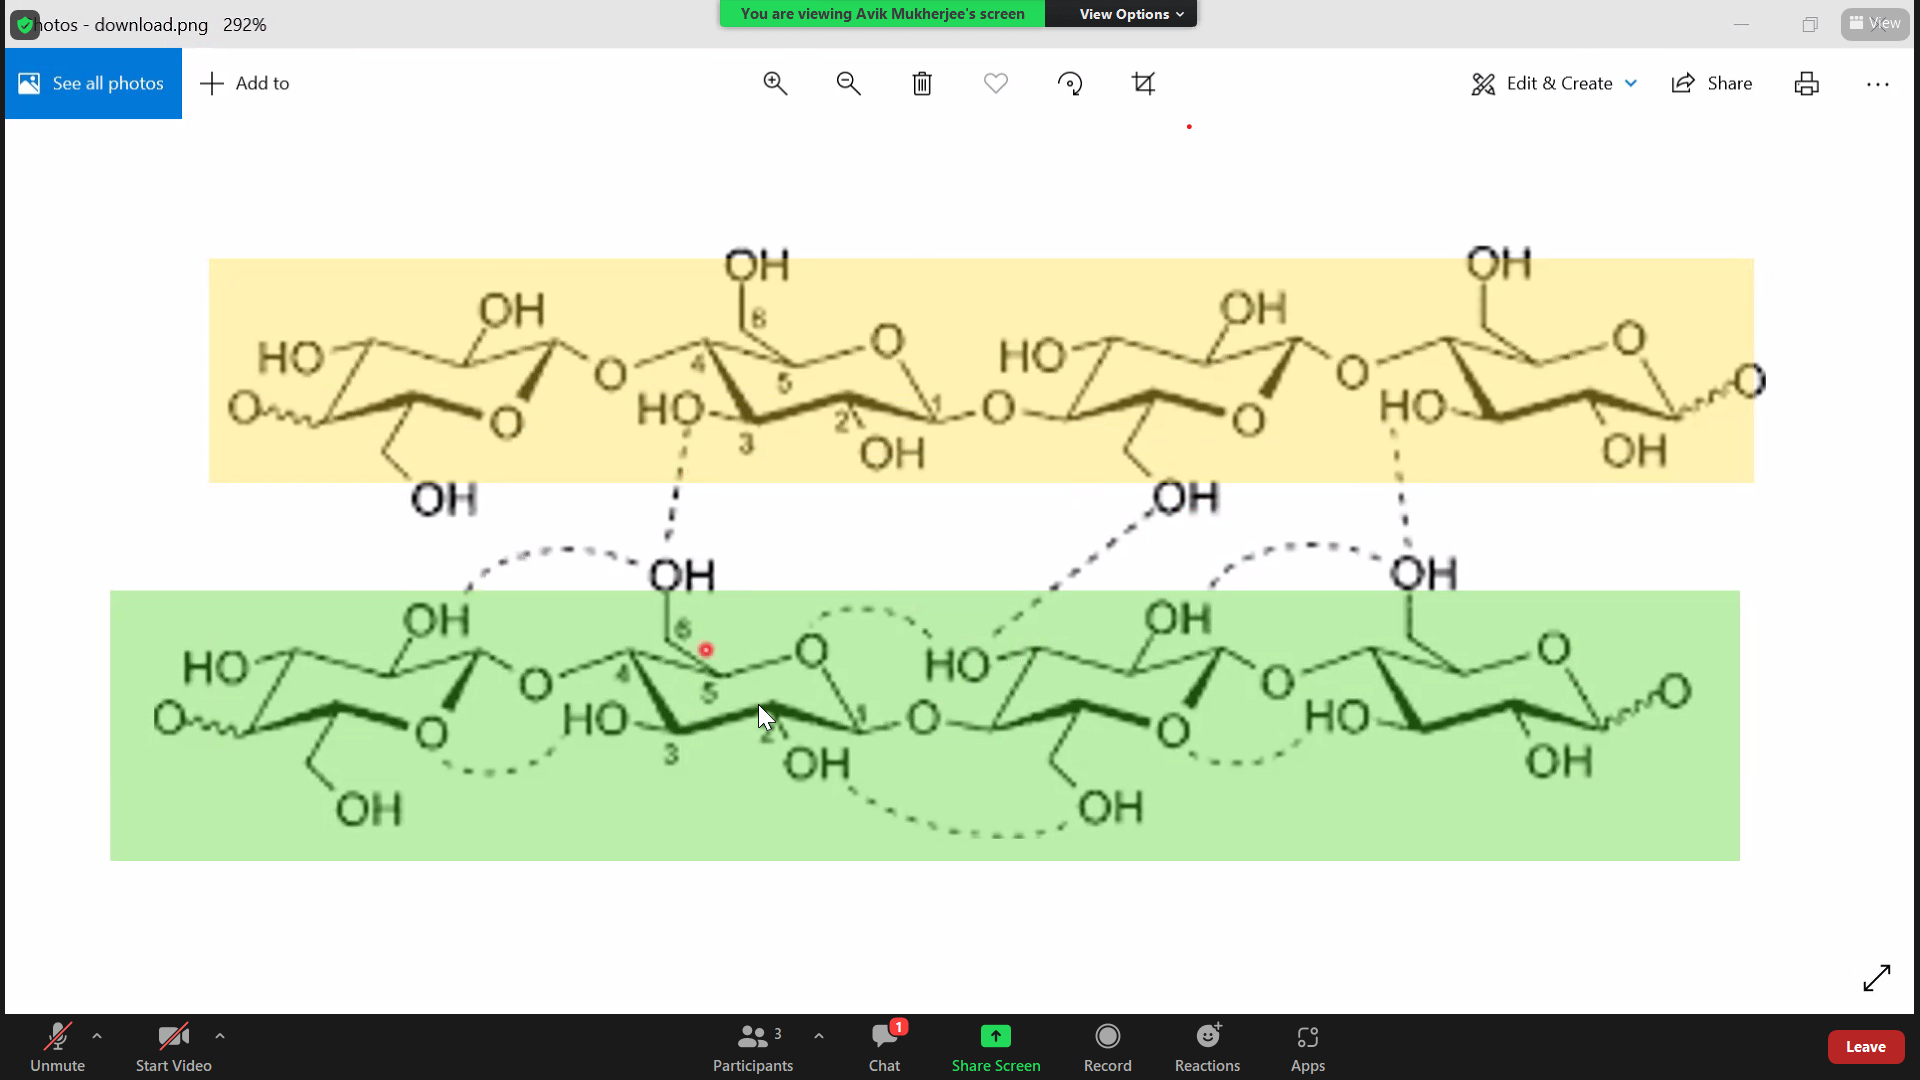 Photos - download.png 292%
You are viewing Avik Mukherjee's screen View Options
View
See all photos Add to Edit & Create Share ...
OH OH
OH 6 OH
HO 4 O HO O
O 5 O O
O O HO 2 1 O O HO
3 OH OH
OH OH
OH OH
OH OH
HO 6 O HO O
4 5 O
O O O HO 1 O O HO O
3 2 OH OH
OH OH
Unmute Start Video Participants 3 Chat 1 Share Screen Record Reactions Apps Leave